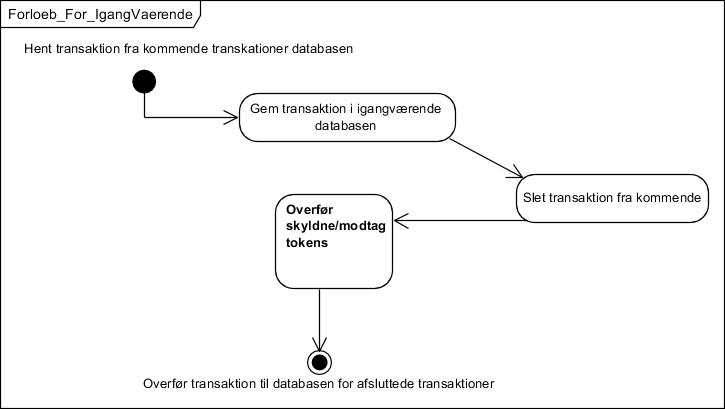 Forloeb_For_IgangVaerende
Hent transaktion fra kommende transkationer databasen
Gem transaktion i igangværende
databasen
Slet transaktion fra kommende
Overfør
skyldne/modtag
tokens
Overfør transaktion til databasen for afsluttede transaktioner